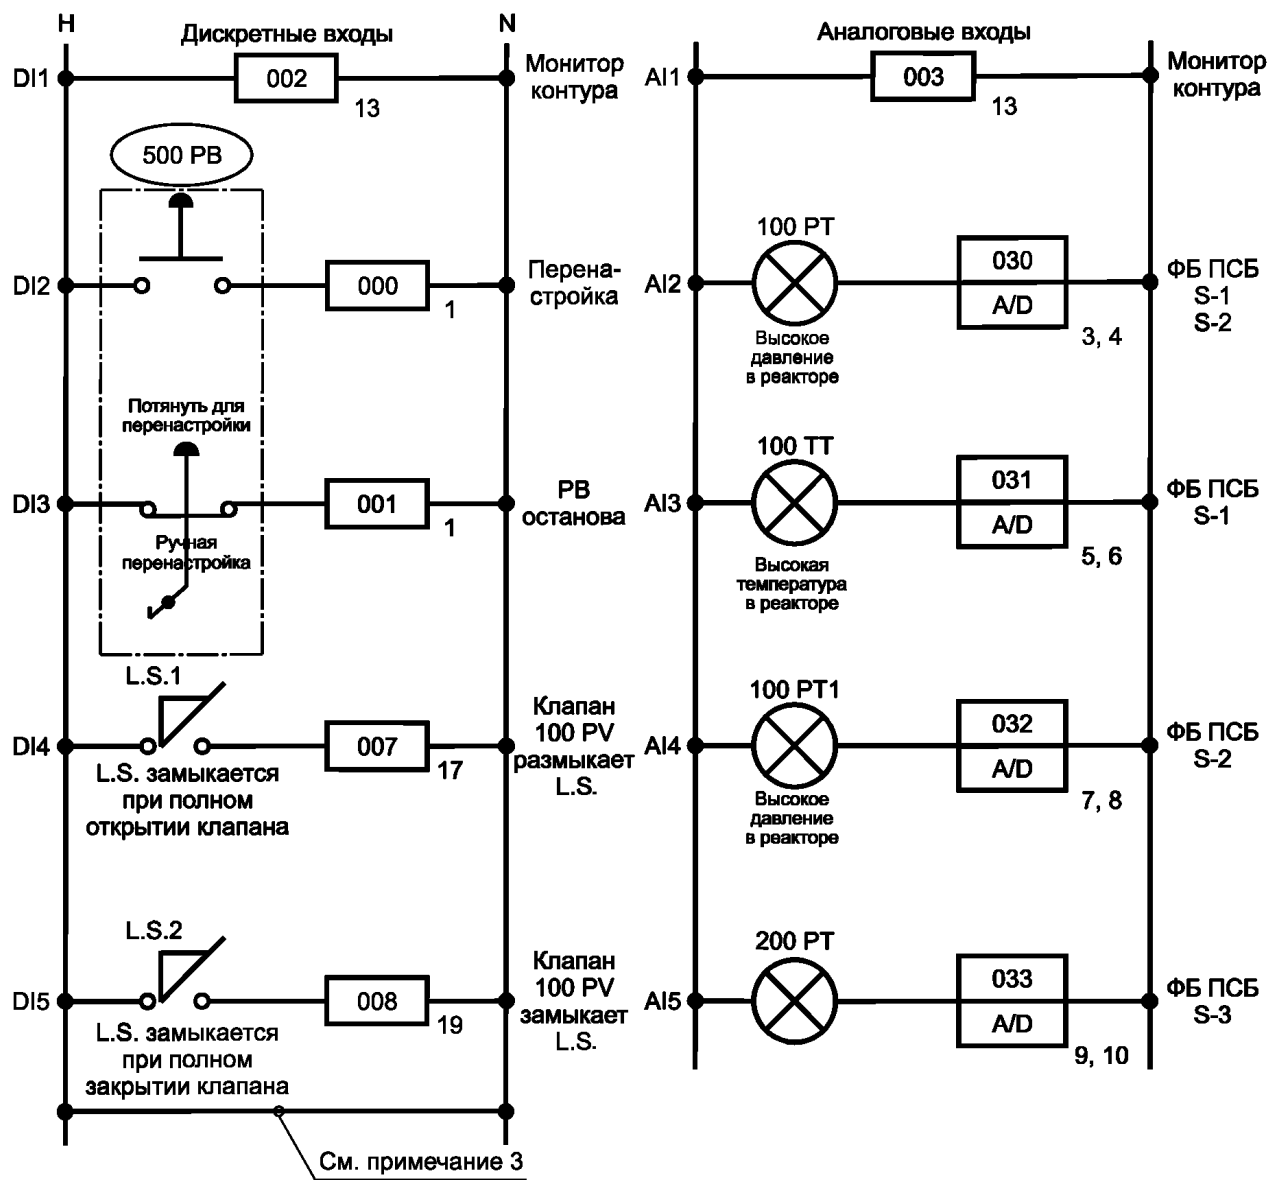 H
N
Дискретные входы
DI1
002
13
Монитор
контура
500 PB
DI2
000
1
Перена-
стройка
Потянуть для
перенастройки
DI3
001
1
PB
останова
Ручная
перенастройка
L.S.1
DI4
007
17
Клапан
100 PV
размыкает
L.S.
L.S. замыкается
при полном
открытии клапана
L.S.2
DI5
008
19
Клапан
100 PV
замыкает
L.S.
L.S. замыкается
при полном
закрытии клапана
См. примечание 3
Аналоговые входы
AI1
003
13
Монитор
контура
100 PT
AI2
030
A/D
3, 4
ФБ ПСБ
S-1
S-2
Высокое
давление
в реакторе
100 TT
AI3
031
A/D
5, 6
ФБ ПСБ
S-1
Высокая
температура
в реакторе
100 PT1
AI4
032
A/D
7, 8
ФБ ПСБ
S-2
Высокое
давление
в реакторе
200 PT
AI5
033
A/D
9, 10
ФБ ПСБ
S-3